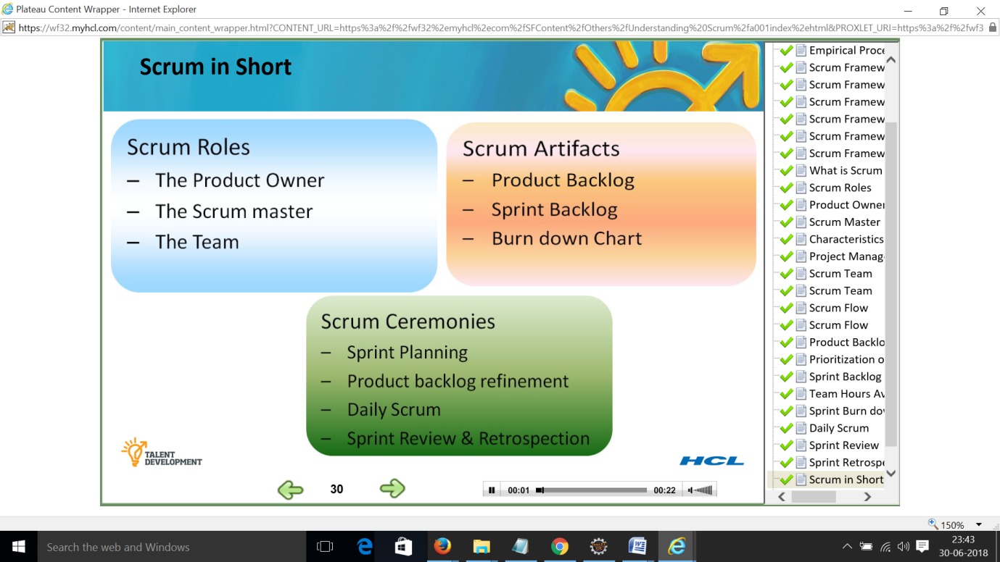 Plateau Content Wrapper - Internet Explorer
https://wf32.myhcl.com/content/main_content_wrapper.html?CONTENT_URL=https%3a%2f%2fwf32%2emyhcl%2ecom%2fSFContent%2fOthers%2fUnderstanding%20Scrum%2fa001index%2ehtml&PROXLET_URI=https%3a%2f%2fwf3
Scrum in Short
Scrum Roles
– The Product Owner
– The Scrum master
– The Team
Scrum Artifacts
– Product Backlog
– Sprint Backlog
– Burn down Chart
Scrum Ceremonies
– Sprint Planning
– Product backlog refinement
– Daily Scrum
– Sprint Review & Retrospection
TALENT
DEVELOPMENT
HCL
30
00:01
00:22
Empirical Proce
Scrum Framew
Scrum Framew
Scrum Framew
Scrum Framew
Scrum Framew
Scrum Framew
What is Scrum
Scrum Roles
Product Owner
Scrum Master
Characteristics
Project Manag
Scrum Team
Scrum Team
Scrum Flow
Scrum Flow
Product Backlo
Prioritization o
Sprint Backlog
Team Hours Av
Sprint Burn dov
Daily Scrum
Sprint Review
Sprint Retrospe
Scrum in Short
150%
Search the web and Windows
23:43
30-06-2018